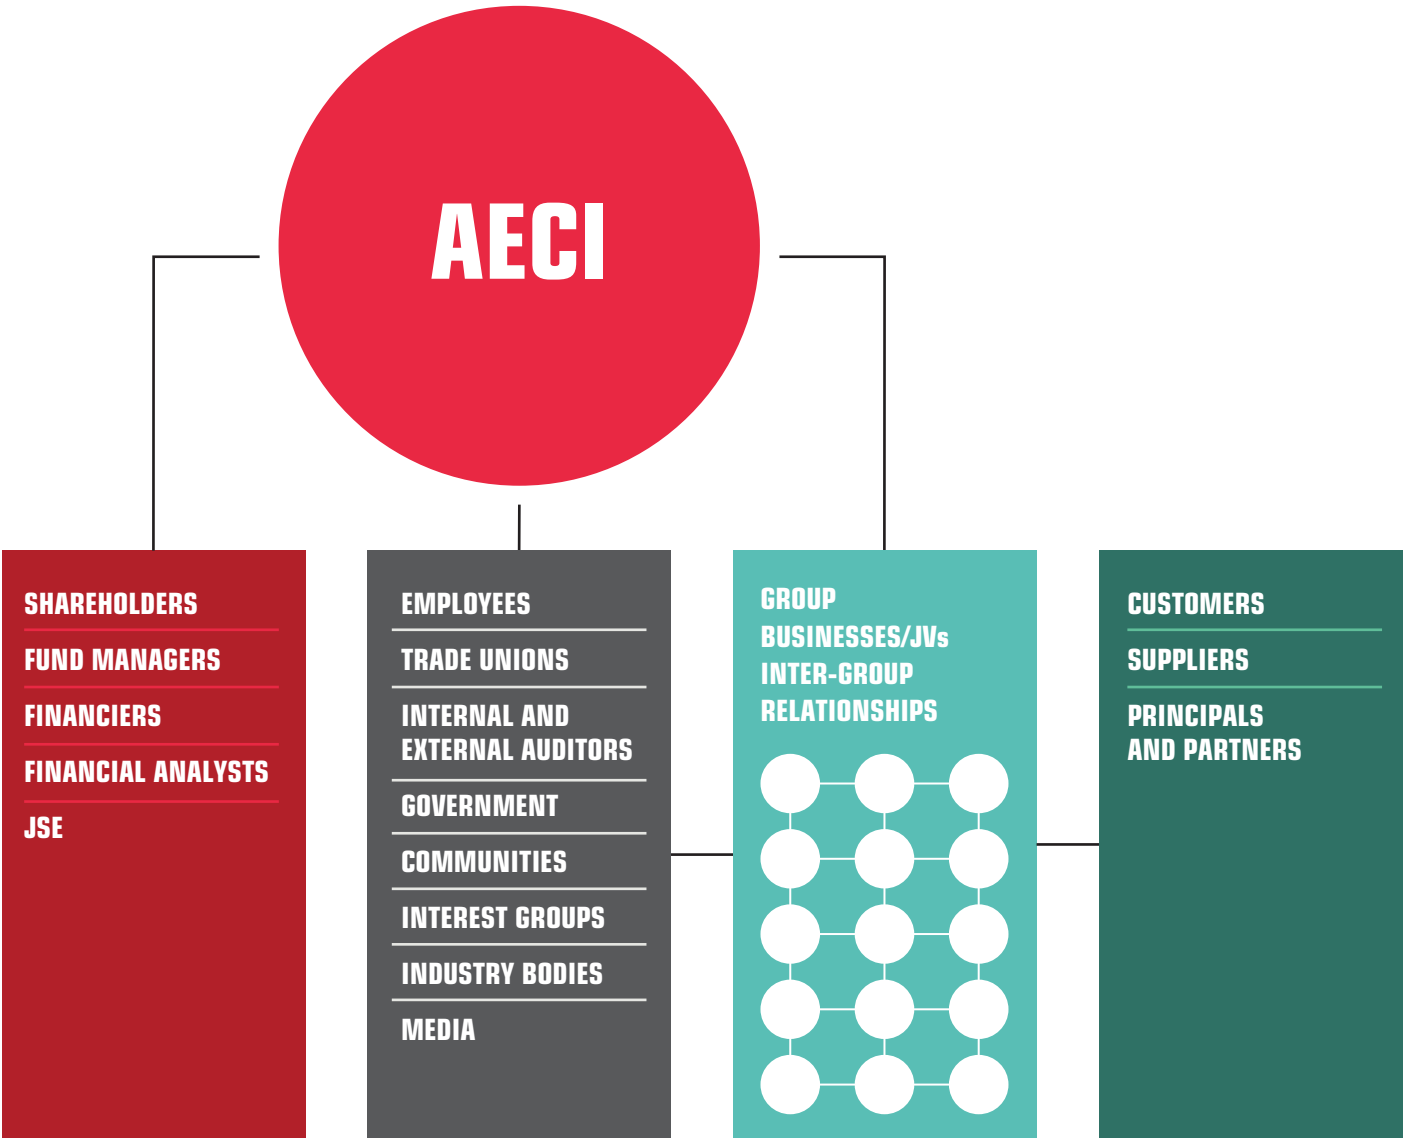 AECI
SHAREHOLDERS
FUND MANAGERS
FINANCIERS
FINANCIAL ANALYSTS
JSE
EMPLOYEES
TRADE UNIONS
INTERNAL AND
EXTERNAL AUDITORS
GOVERNMENT
COMMUNITIES
INTEREST GROUPS
INDUSTRY BODIES
MEDIA
GROUP
BUSINESSES/JVs
INTER-GROUP
RELATIONSHIPS
CUSTOMERS
SUPPLIERS
PRINCIPALS
AND PARTNERS